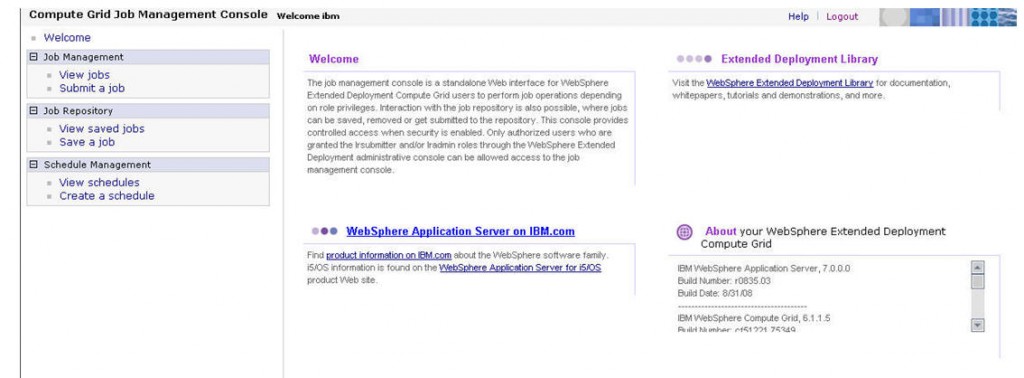 Compute Grid Job Management Console Welcome ibm
Help | Logout
Welcome
Job Management
View jobs
Submit a job
Job Repository
View saved jobs
Save a job
Schedule Management
View schedules
Create a schedule
Welcome
The job management console is a standalone Web interface for WebSphere
Extended Deployment Compute Grid users to perform job operations depending
on role privileges. Interaction with the job repository is also possible, where jobs
can be saved, removed or get submitted to the repository. This console provides
controlled access when security is enabled. Only authorized users who are
granted the lrsubmitter and/or lradmin roles through the WebSphere Extended
Deployment administrative console can be allowed access to the job
management console.
Extended Deployment Library
Visit the WebSphere Extended Deployment Library for documentation,
whitepapers, tutorials and demonstrations, and more.
WebSphere Application Server on IBM.com
Find product information on IBM.com about the WebSphere software family.
i5/OS information is found on the WebSphere Application Server for i5/OS
product Web site.
About your WebSphere Extended Deployment
Compute Grid
IBM WebSphere Application Server, 7.0.0.0
Build Number: r0835.03
Build Date: 8/31/08
----------------------------------------
IBM WebSphere Compute Grid, 6.1.1.5
Build Number: cf51221.75349